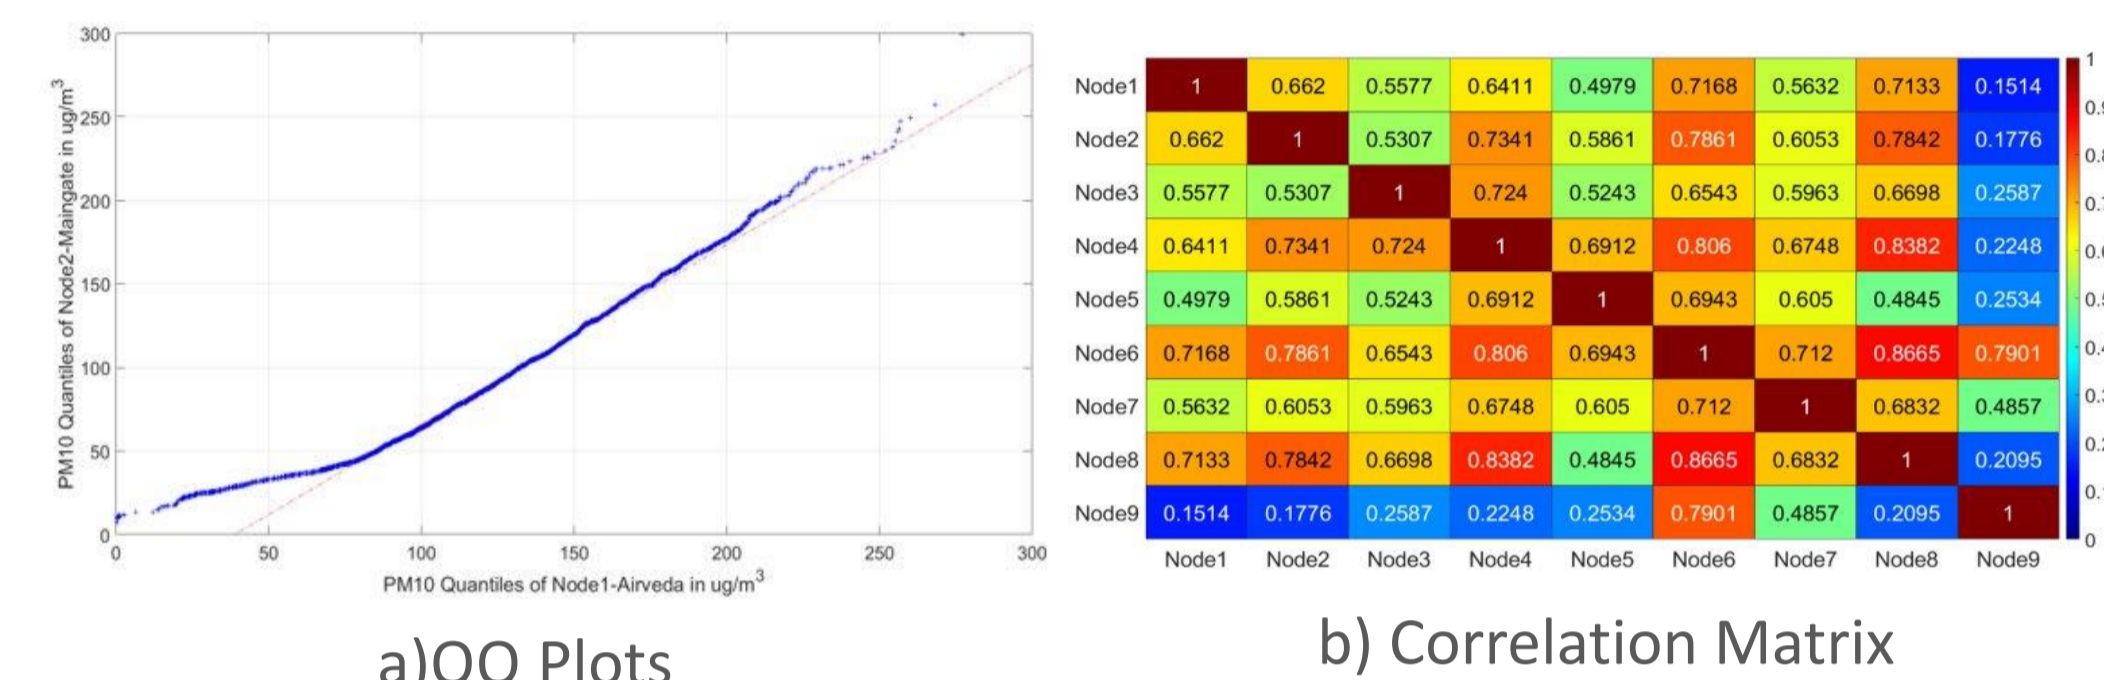 300
250
200
150
100
50
0
0 50 100 150 200 250 300
PM10 Quantiles of Node2-Maingate in ug/m3
PM10 Quantiles of Node1-Airveda in ug/m3
a)QQ Plots
Node1 1 0.662 0.5577 0.6411 0.4979 0.7168 0.5632 0.7133 0.1514
Node2 0.662 1 0.5307 0.7341 0.5861 0.7861 0.6053 0.7842 0.1776
Node3 0.5577 0.5307 1 0.724 0.5243 0.6543 0.5963 0.6698 0.2587
Node4 0.6411 0.7341 0.724 1 0.6912 0.806 0.6748 0.8382 0.2248
Node5 0.4979 0.5861 0.5243 0.6912 1 0.6943 0.605 0.4845 0.2534
Node6 0.7168 0.7861 0.6543 0.806 0.6943 1 0.712 0.8665 0.7901
Node7 0.5632 0.6053 0.5963 0.6748 0.605 0.712 1 0.6832 0.4857
Node8 0.7133 0.7842 0.6698 0.8382 0.4845 0.8665 0.6832 1 0.2095
Node9 0.1514 0.1776 0.2587 0.2248 0.2534 0.7901 0.4857 0.2095 1
Node1 Node2 Node3 Node4 Node5 Node6 Node7 Node8 Node9
1
0
b) Correlation Matrix